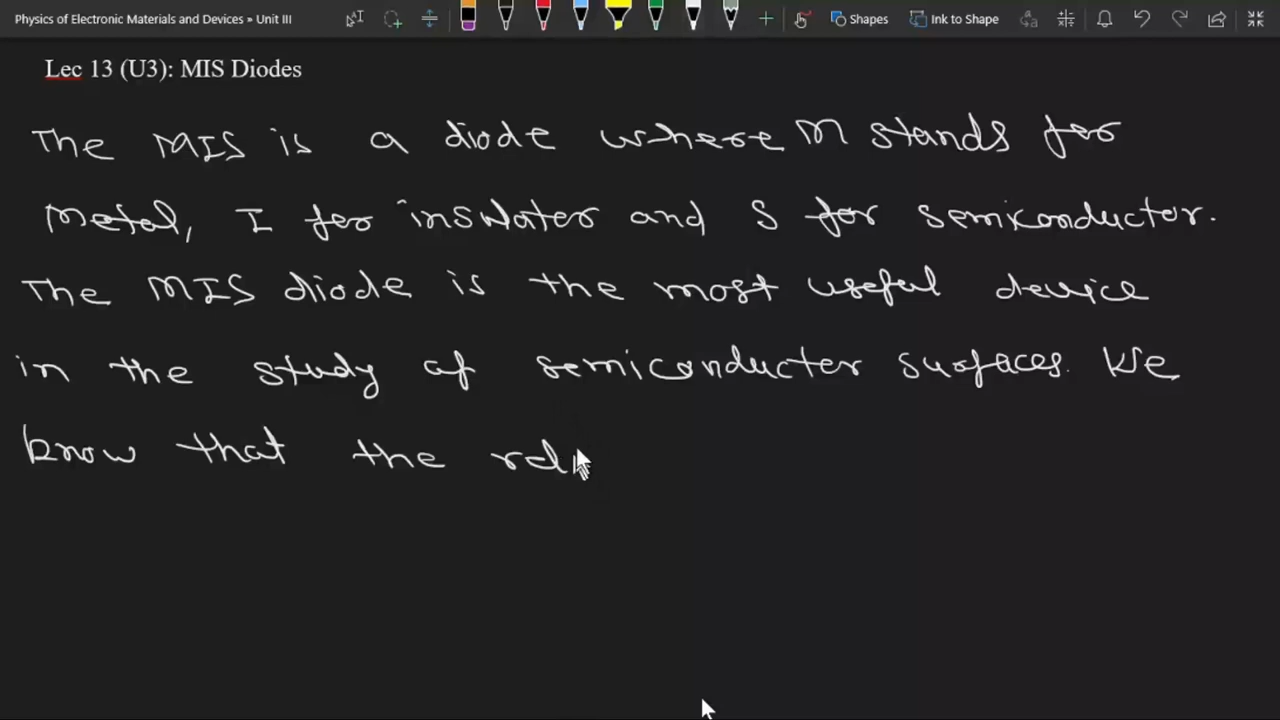 Physics of Electronic Materials and Devices » Unit III
Shapes
Ink to Shape
Lec 13 (U3): MIS Diodes
The MIS is a diode where M stands for
Metal, I for insulator and S for semiconductor.
The MIS diode is the most useful device
in the study of semiconductor surfaces. We
know that the